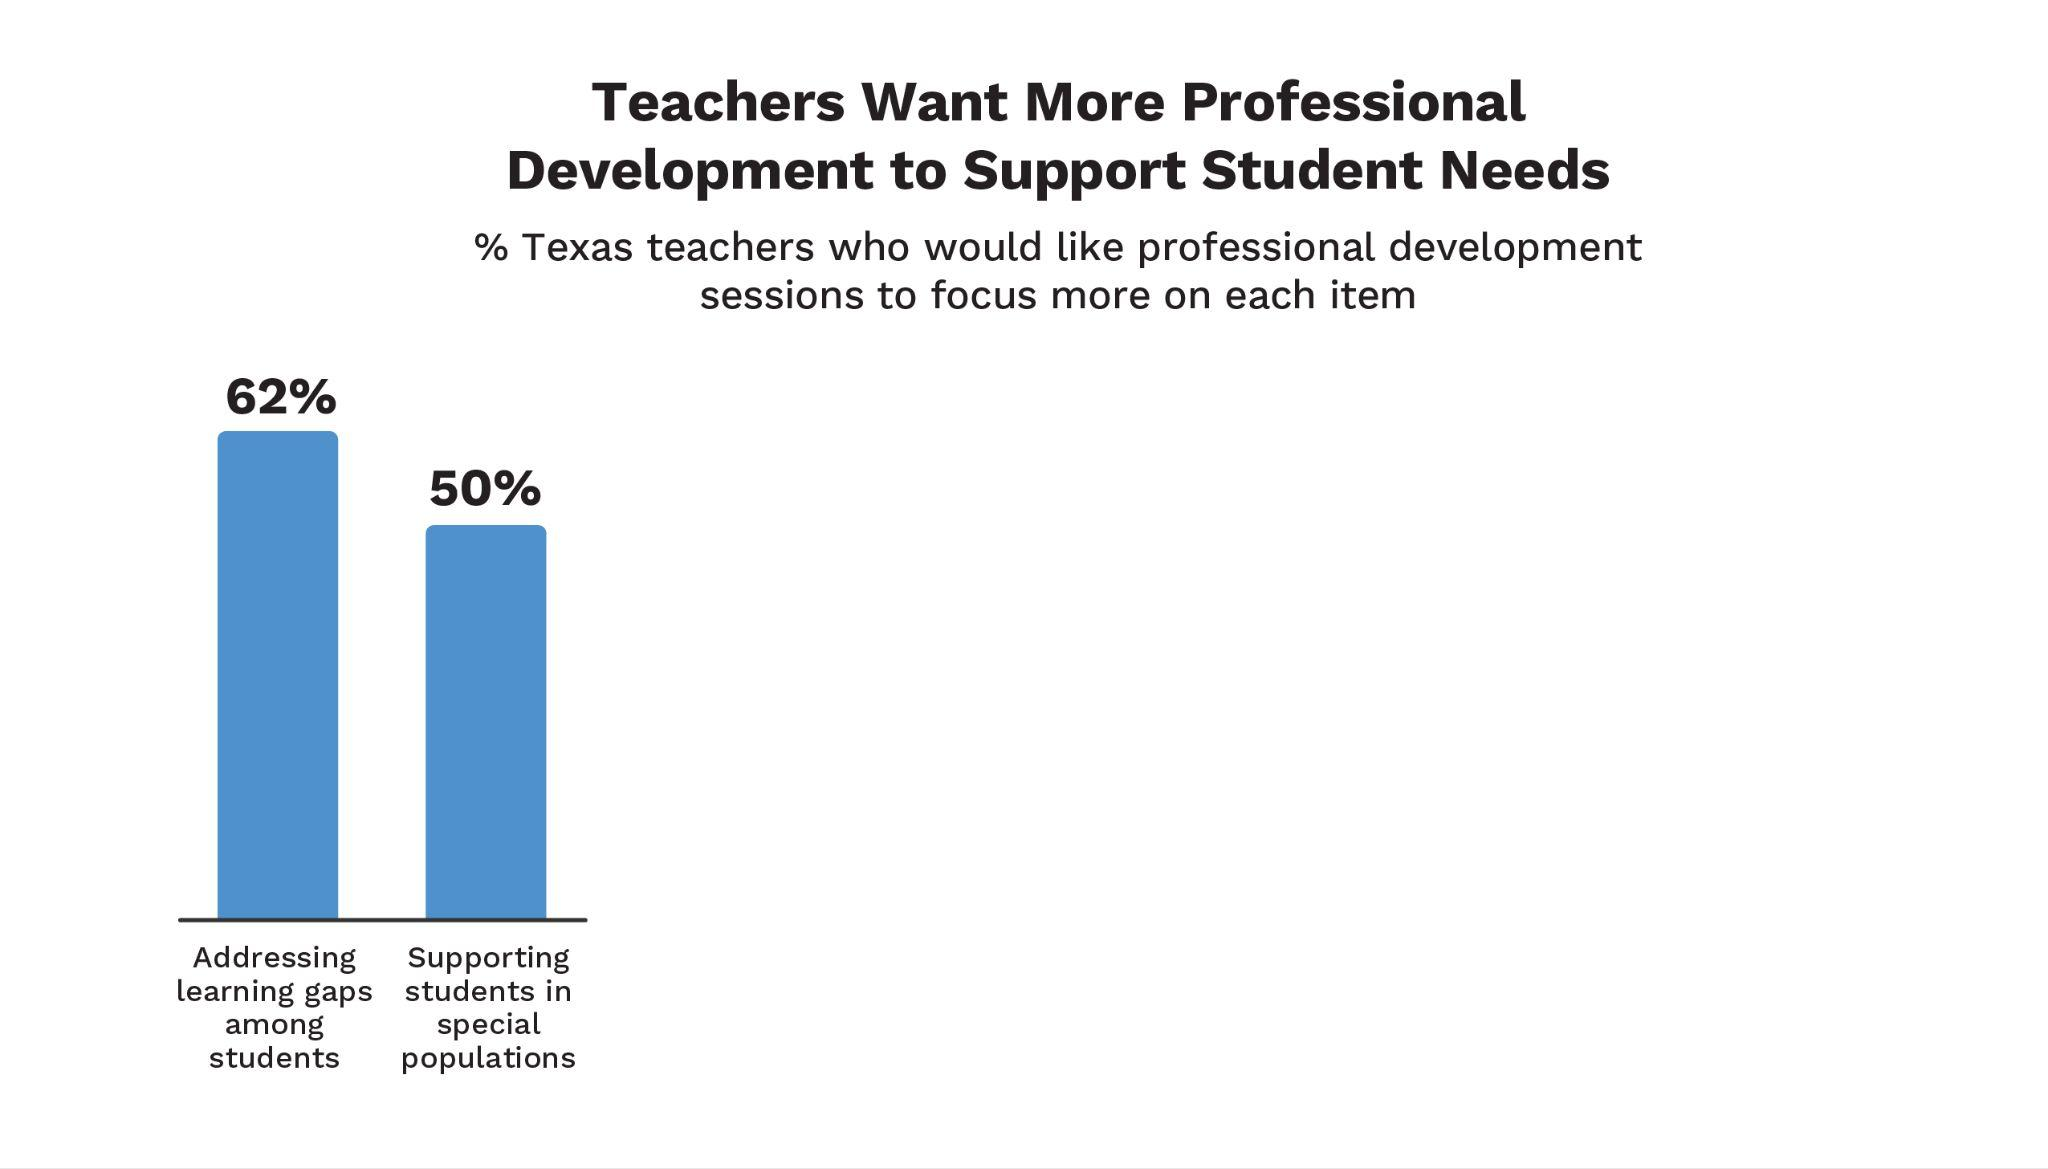 Teachers Want More Professional
Development to Support Student Needs
% Texas teachers who would like professional development
sessions to focus more on each item
62%
50%
Addressing
learning gaps
among
students
Supporting
students in
special
populations